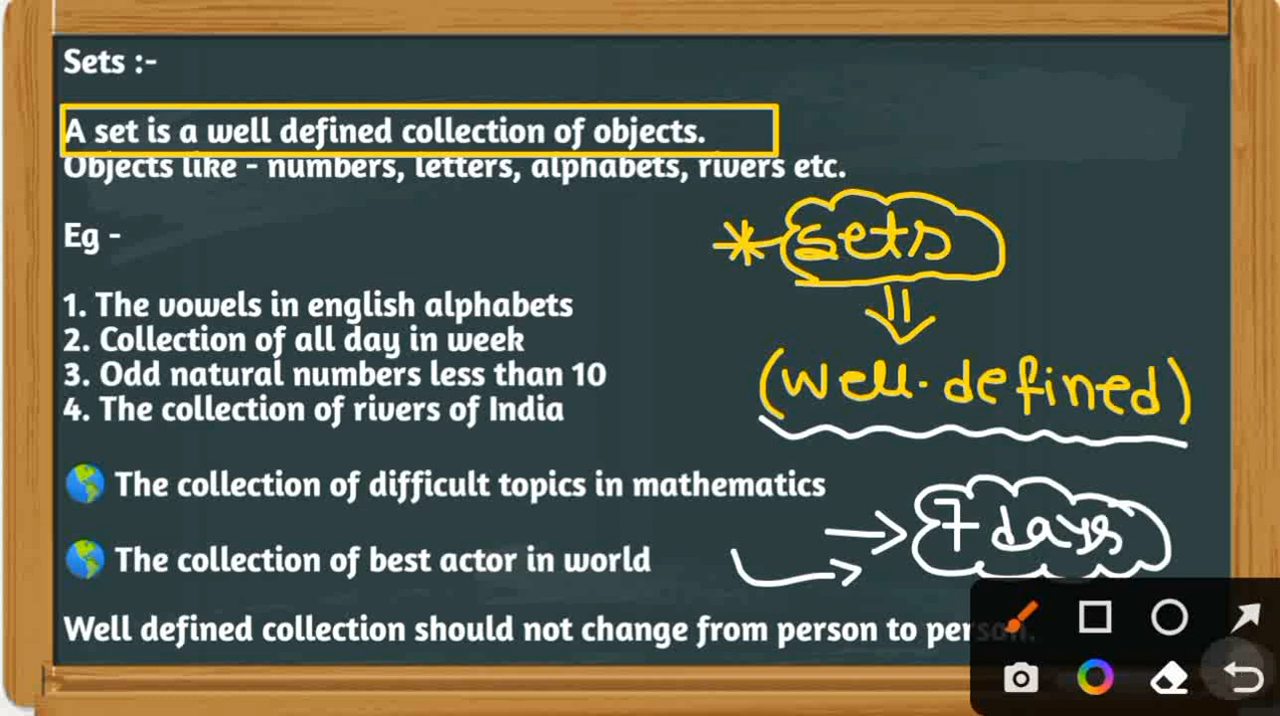 Sets :-
A set is a well defined collection of objects.
Objects like - numbers, letters, alphabets, rivers etc.
Eg -
*sets
1. The vowels in english alphabets
2. Collection of all day in week
3. Odd natural numbers less than 10
4. The collection of rivers of India
(well-defined)
The collection of difficult topics in mathematics
7 days
The collection of best actor in world
Well defined collection should not change from person to person.